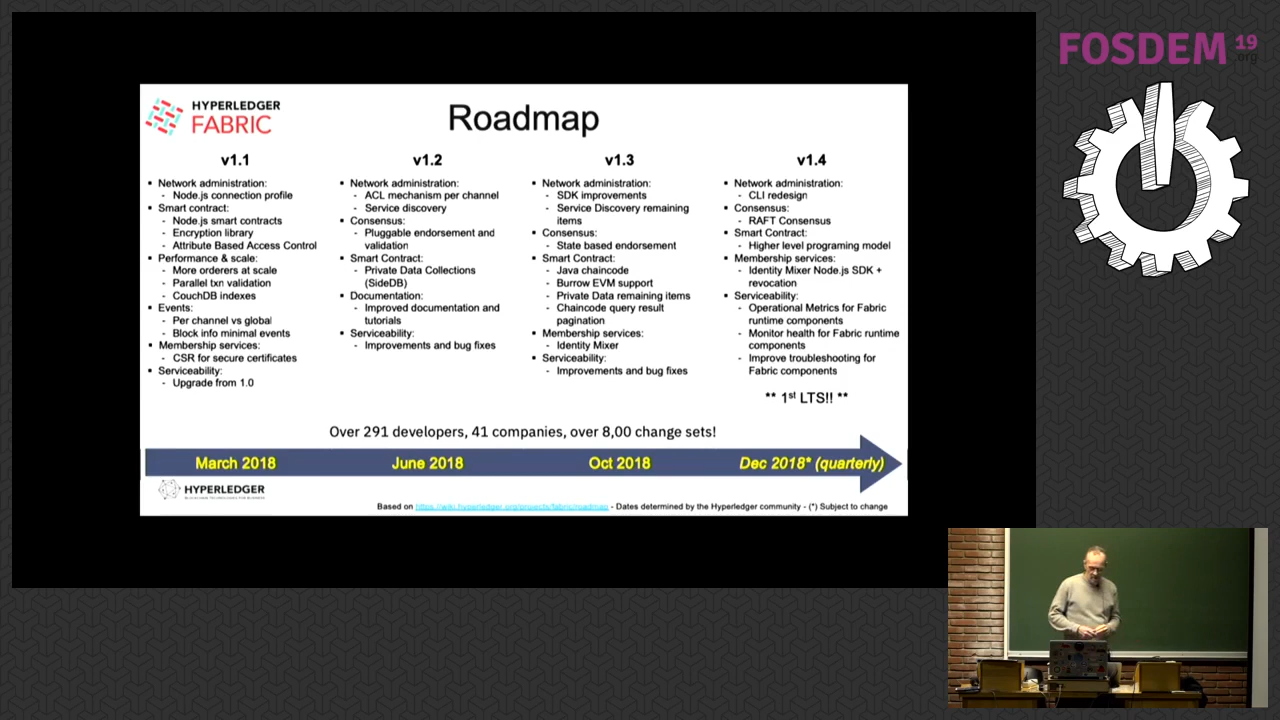 FOSDEM 19
.org
HYPERLEDGER
FABRIC
Roadmap
v1.1
▪ Network administration:
- Node.js connection profile
▪ Smart contract:
- Node.js smart contracts
- Encryption library
- Attribute Based Access Control
▪ Performance & scale:
- More orderers at scale
- Parallel txn validation
- CouchDB indexes
▪ Events:
- Per channel vs global
- Block info minimal events
▪ Membership services:
- CSR for secure certificates
▪ Serviceability:
- Upgrade from 1.0
v1.2
▪ Network administration:
- ACL mechanism per channel
- Service discovery
▪ Consensus:
- Pluggable endorsement and
validation
▪ Smart Contract:
- Private Data Collections
(SideDB)
▪ Documentation:
- Improved documentation and
tutorials
▪ Serviceability:
- Improvements and bug fixes
v1.3
▪ Network administration:
- SDK improvements
- Service Discovery remaining
items
▪ Consensus:
- State based endorsement
▪ Smart Contract:
- Java chaincode
- Burrow EVM support
- Private Data remaining items
- Chaincode query result
pagination
▪ Membership services:
- Identity Mixer
▪ Serviceability:
- Improvements and bug fixes
v1.4
▪ Network administration:
- CLI redesign
▪ Consensus:
- RAFT Consensus
▪ Smart Contract:
- Higher level programing model
▪ Membership services:
- Identity Mixer Node.js SDK +
revocation
▪ Serviceability:
- Operational Metrics for Fabric
runtime components
- Monitor health for Fabric runtime
components
- Improve troubleshooting for
Fabric components
** 1st LTS!! **
Over 291 developers, 41 companies, over 8,00 change sets!
March 2018
June 2018
Oct 2018
Dec 2018* (quarterly)
HYPERLEDGER
Based on https://wiki.hyperledger.org/projects/fabric/roadmap - Dates determined by the Hyperledger community - (*) Subject to change